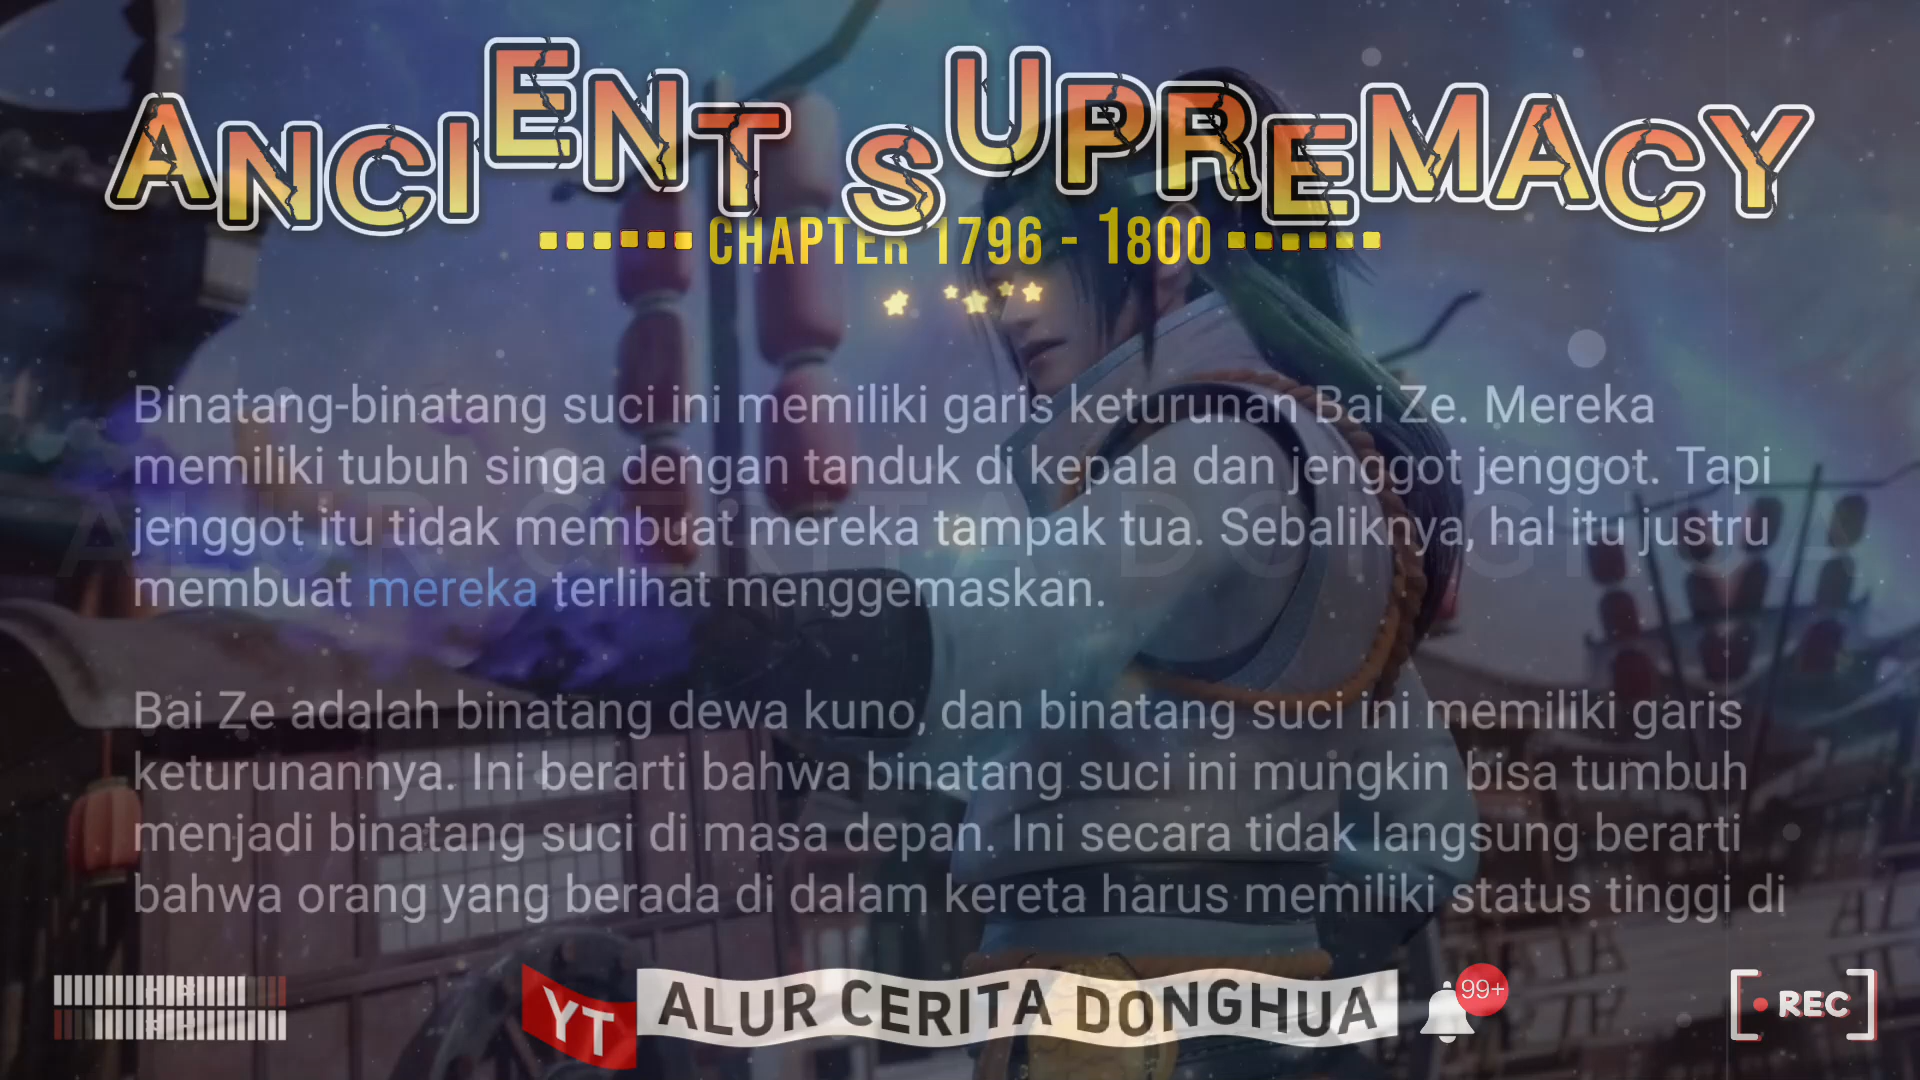 ANCIENT SUPREMACY
CHAPTER 1796 - 1800
Binatang-binatang suci ini memiliki garis keturunan Bai Ze. Mereka
memiliki tubuh singa dengan tanduk di kepala dan jenggot jenggot. Tapi
jenggot itu tidak membuat mereka tampak tua. Sebaliknya, hal itu justru
membuat mereka terlihat menggemaskan.
ALUR CERITA DONGHUA
Bai Ze adalah binatang dewa kuno, dan binatang suci ini memiliki garis
keturunannya. Ini berarti bahwa binatang suci ini mungkin bisa tumbuh
menjadi binatang suci di masa depan. Ini secara tidak langsung berarti
bahwa orang yang berada di dalam kereta harus memiliki status tinggi di
YT ALUR CERITA DONGHUA 99+
REC